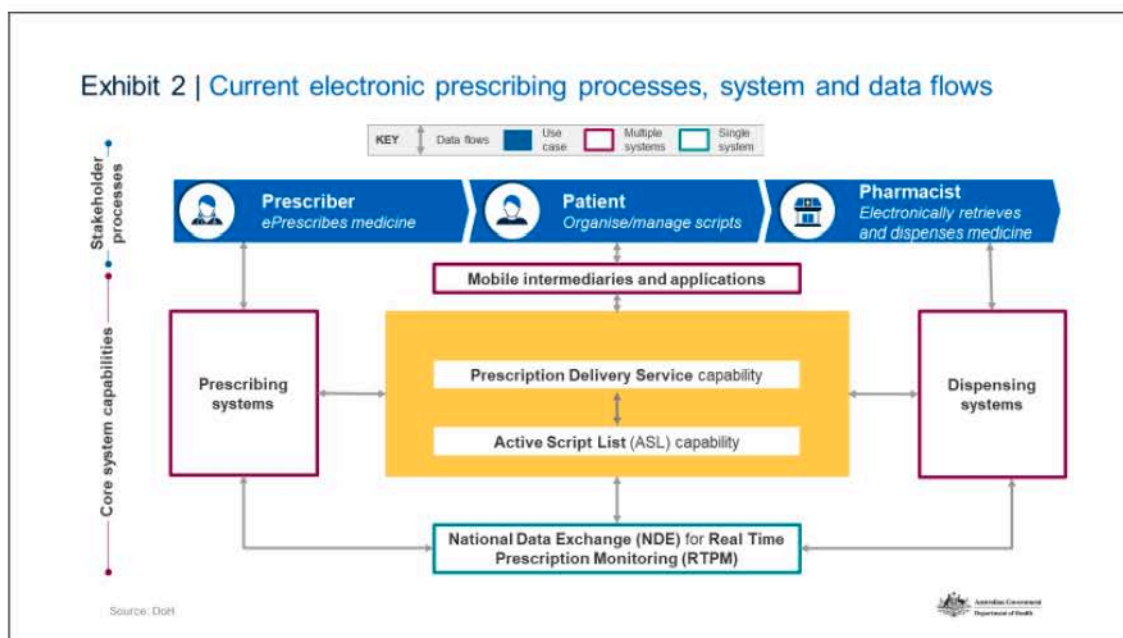 Exhibit 2 | Current electronic prescribing processes, system and data flows
KEY
Data flows
Use
case
Multiple
systems
Single
system
Stakeholder
processes
Prescriber
ePrescribes medicine
Patient
Organise/manage scripts
Pharmacist
Electronically retrieves
and dispenses medicine
Mobile intermediaries and applications
Core system capabilities
Prescribing
systems
Prescription Delivery Service capability
Active Script List (ASL) capability
Dispensing
systems
National Data Exchange (NDE) for Real Time
Prescription Monitoring (RTPM)
Source: DoH
Australian Government
Department of Health